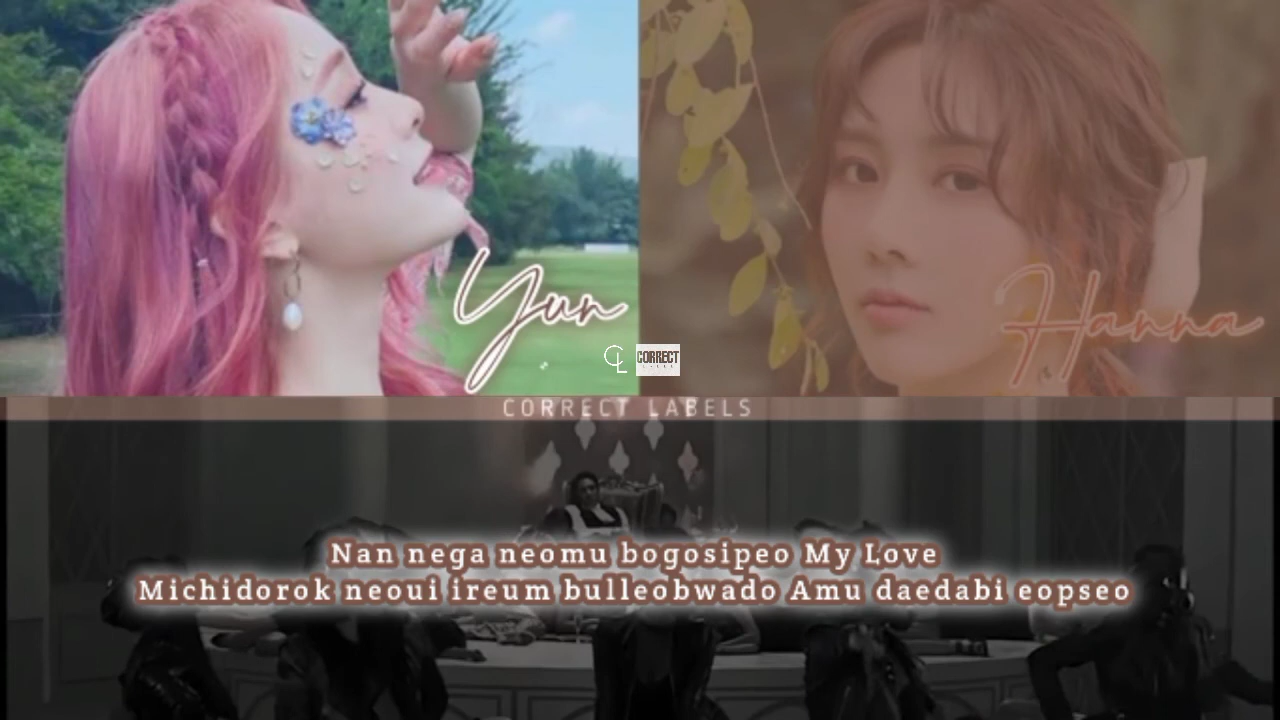 Yun
Hanna
CL CORRECT
CORRECT LABELS
Nan nega neomu bogosipeo My Love
Michidorok neoui ireum bulleobwado Amu daedabi eopseo